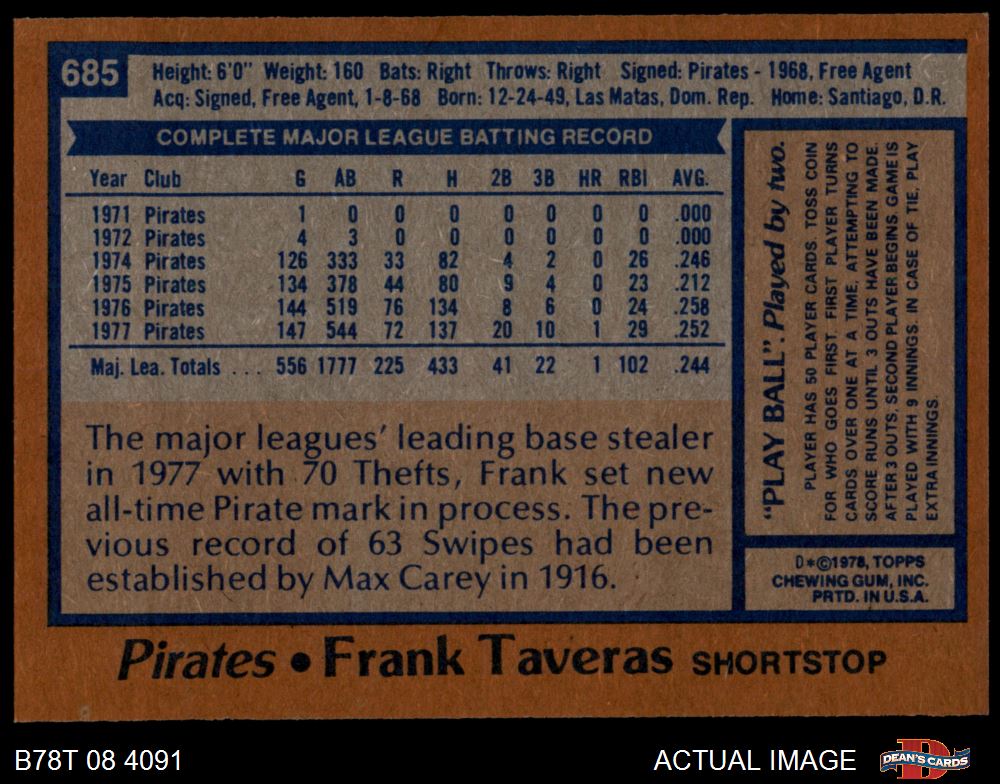 685
Height: 6'0" Weight: 160 Bats: Right Throws: Right Signed: Pirates - 1968, Free Agent
Acq: Signed, Free Agent, 1-8-68 Born: 12-24-49, Las Matas, Dom. Rep. Home: Santiago, D.R.
COMPLETE MAJOR LEAGUE BATTING RECORD
Year Club G AB R H 2B 3B HR RBI AVG.
1971 Pirates 1 0 0 0 0 0 0 0 .000
1972 Pirates 4 3 0 0 0 0 0 0 .000
1974 Pirates 126 333 33 82 4 2 0 26 .246
1975 Pirates 134 378 44 80 9 4 0 23 .212
1976 Pirates 144 519 76 134 8 6 0 24 .258
1977 Pirates 147 544 72 137 20 10 1 29 .252
Maj. Lea. Totals ... 556 1777 225 433 41 22 1 102 .244
The major leagues' leading base stealer
in 1977 with 70 Thefts, Frank set new
all-time Pirate mark in process. The pre-
vious record of 63 Swipes had been
established by Max Carey in 1916.
"PLAY BALL". Played by two.
PLAYER HAS 50 PLAYER CARDS. TOSS COIN
FOR WHO GOES FIRST. FIRST PLAYER TURNS
CARDS OVER ONE AT A TIME, ATTEMPTING TO
SCORE RUNS UNTIL 3 OUTS HAVE BEEN MADE.
AFTER 3 OUTS, SECOND PLAYER BEGINS. GAME IS
PLAYED WITH 9 INNINGS. IN CASE OF TIE, PLAY
EXTRA INNINGS.
D*©1978, TOPPS
CHEWING GUM, INC.
PRTD. IN U.S.A.
Pirates • Frank Taveras SHORTSTOP
B78T 08 4091
ACTUAL IMAGE
DEAN'S CARDS